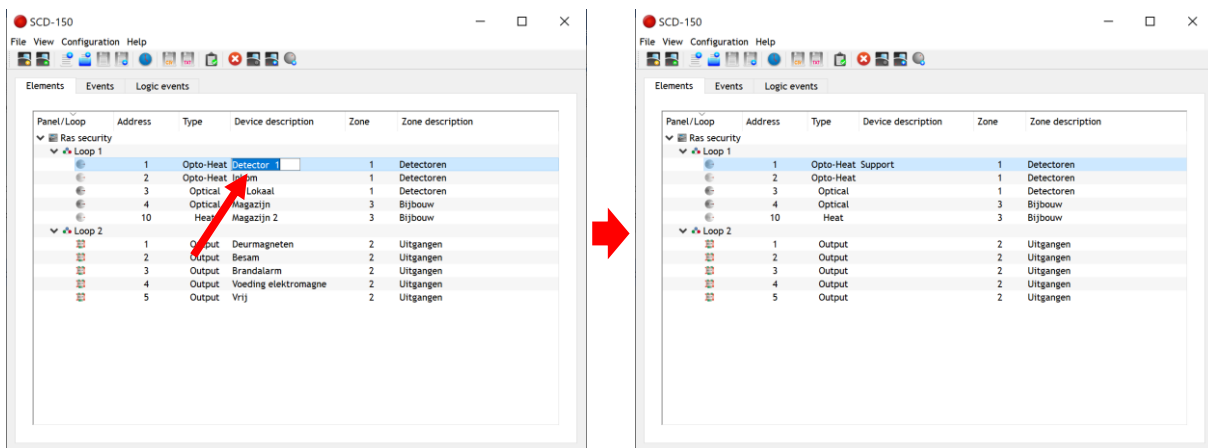 SCD-150
File View Configuration Help
Elements Events Logic events
Panel/Loop Address Type Device description Zone Zone description
Ras security
Loop 1
1 Opto-Heat Detector 1 1 Detectoren
2 Opto-Heat Inkom 1 Detectoren
3 Optical Lokaal 1 Detectoren
4 Optical Magazijn 3 Bijbouw
10 Heat Magazijn 2 3 Bijbouw
Loop 2
1 Output Deurmagneten 2 Uitgangen
2 Output Besam 2 Uitgangen
3 Output Brandalarm 2 Uitgangen
4 Output Voeding elektromagne 2 Uitgangen
5 Output Vrij 2 Uitgangen
SCD-150
File View Configuration Help
Elements Events Logic events
Panel/Loop Address Type Device description Zone Zone description
Ras security
Loop 1
1 Opto-Heat Support 1 Detectoren
2 Opto-Heat 1 Detectoren
3 Optical 1 Detectoren
4 Optical 3 Bijbouw
10 Heat 3 Bijbouw
Loop 2
1 Output 2 Uitgangen
2 Output 2 Uitgangen
3 Output 2 Uitgangen
4 Output 2 Uitgangen
5 Output 2 Uitgangen